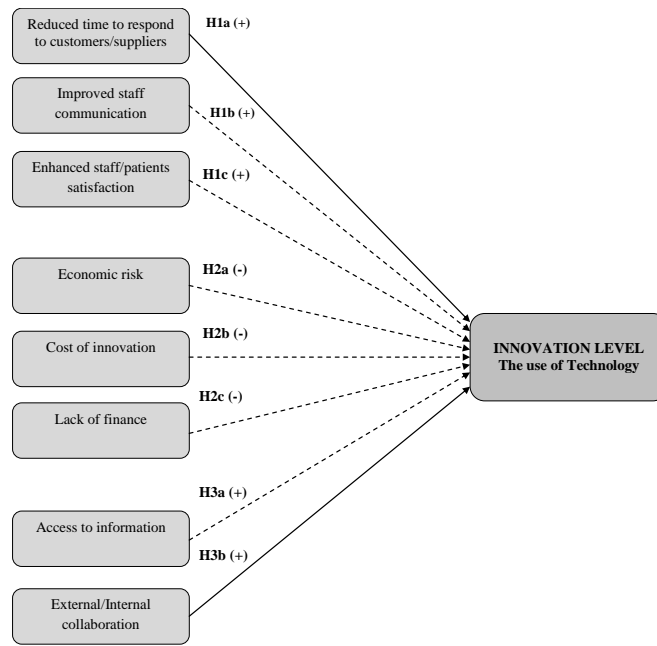 Reduced time to respond
to customers/suppliers
H1a (+)
Improved staff
communication
H1b (+)
Enhanced staff/patients
satisfaction
H1c (+)
Economic risk
H2a (-)
Cost of innovation
H2b (-)
INNOVATION LEVEL
The use of Technology
Lack of finance
H2c (-)
Access to information
H3a (+)
External/Internal
collaboration
H3b (+)